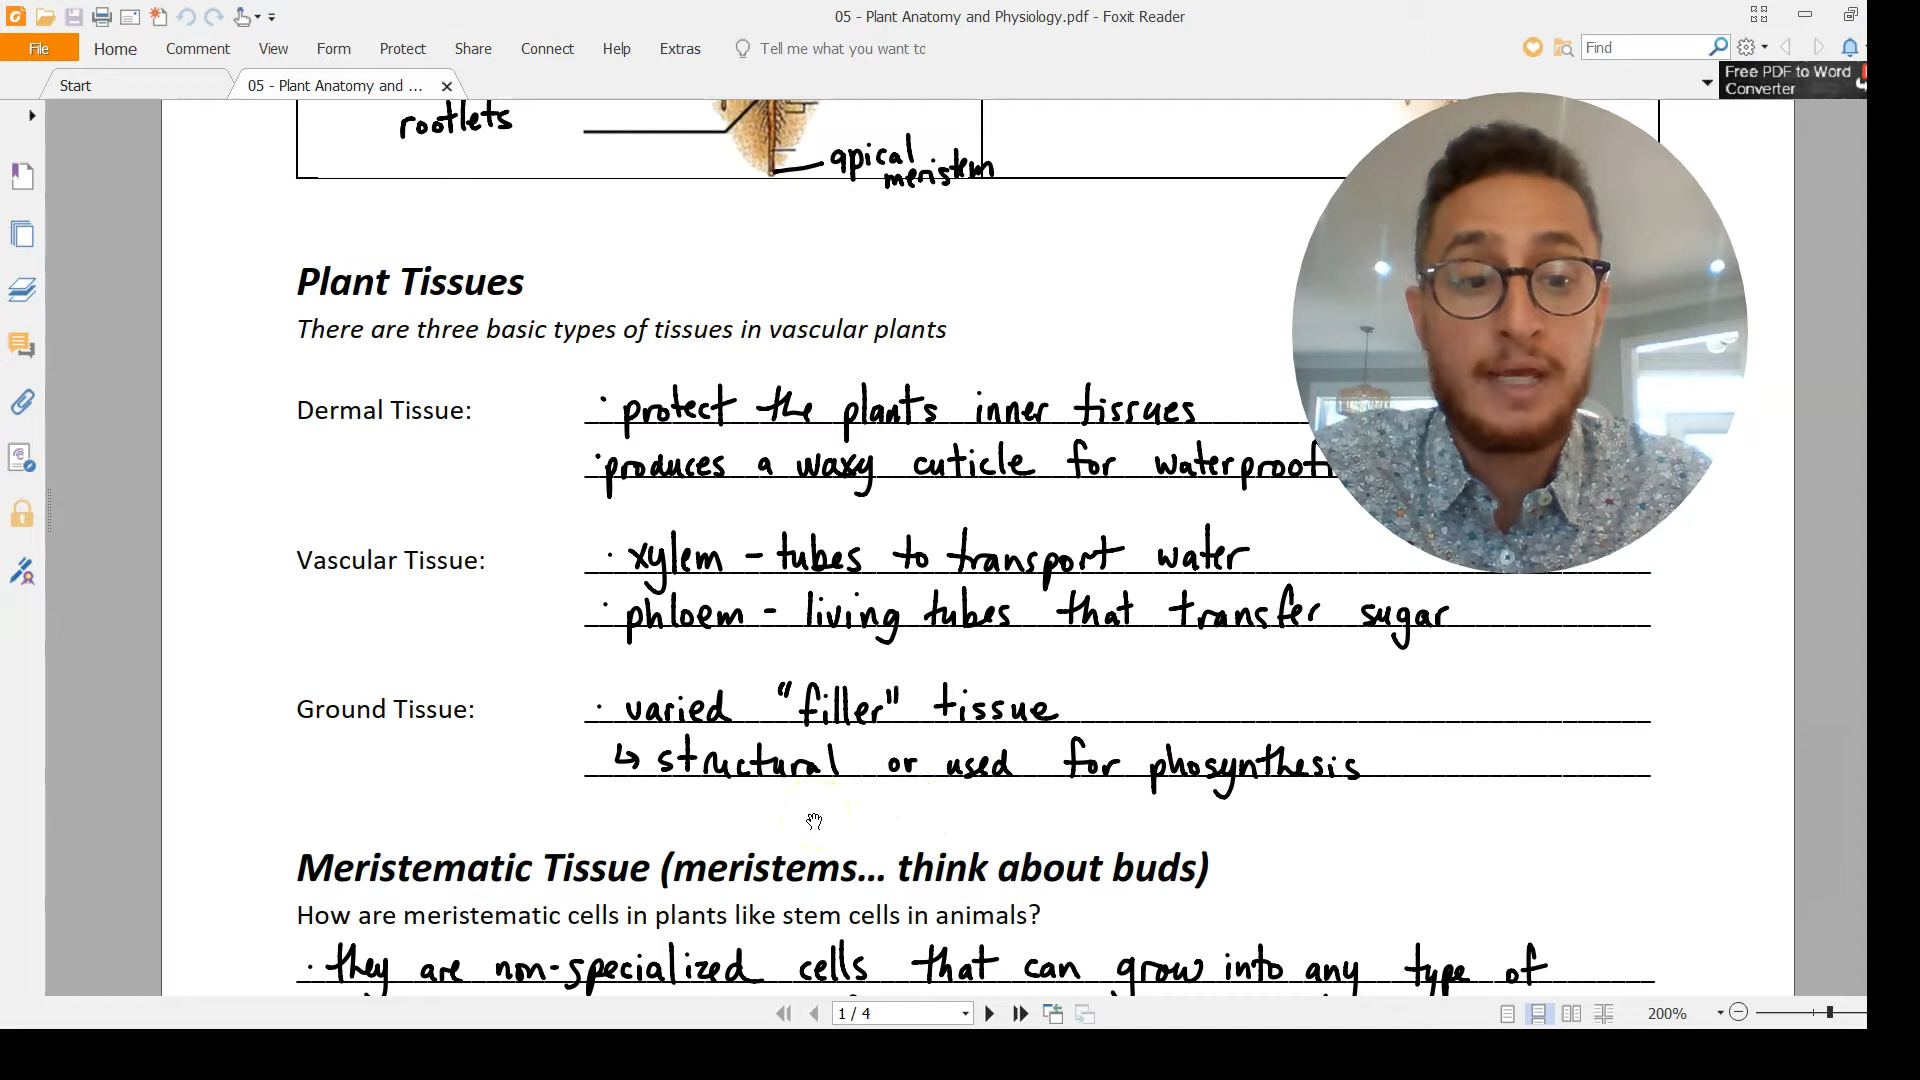 05 - Plant Anatomy and Physiology.pdf - Foxit Reader
File Home Comment View Form Protect Share Connect Help Extras Tell me what you want to Find
Start 05 - Plant Anatomy and ... Free PDF to Word
Converter
rootlets
apical
meristem
Plant Tissues
There are three basic types of tissues in vascular plants
Dermal Tissue: · protect the plants inner tissues
· produces a waxy cuticle for waterproofi
Vascular Tissue: · xylem - tubes to transport water
· phloem - living tubes that transfer sugar
Ground Tissue: · varied "filler" tissue
↳ structural or used for phosynthesis
Meristematic Tissue (meristems... think about buds)
How are meristematic cells in plants like stem cells in animals?
· they are non-specialized cells that can grow into any type of
1 / 4 200%